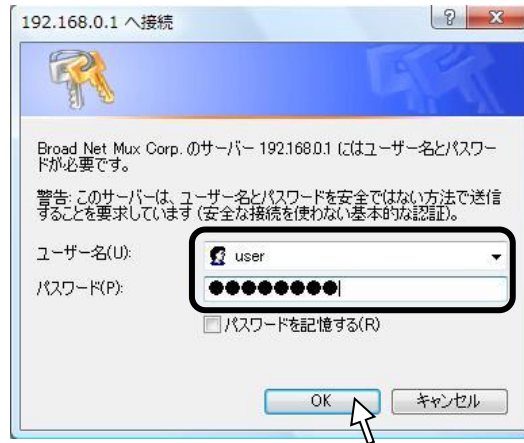 192.168.0.1 へ接続
Broad Net Mux Corp. のサーバー 192.168.0.1 にはユーザー名とパスワー
ドが必要です。
警告: このサーバーは、ユーザー名とパスワードを安全ではない方法で送信
することを要求しています (安全な接続を使わない基本的な認証)。
ユーザー名(U):
user
パスワード(P):
●●●●●●●●
パスワードを記憶する(R)
OK
キャンセル